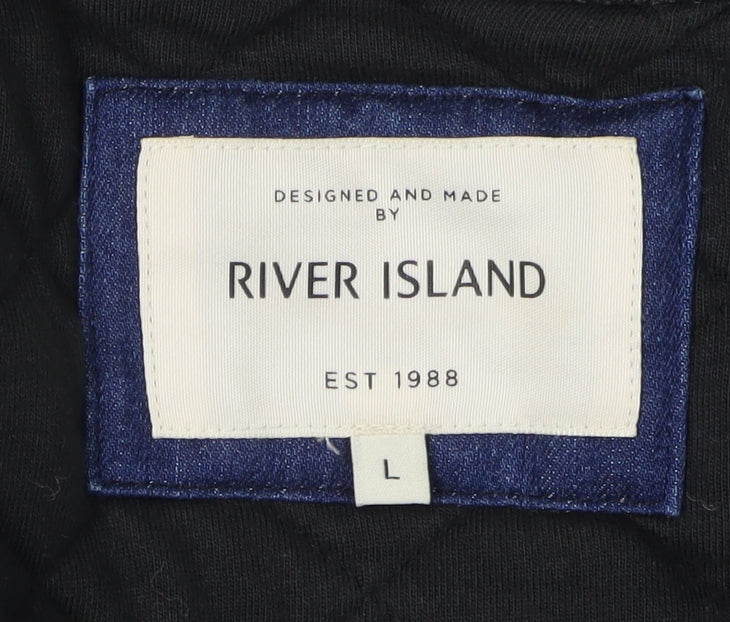 DESIGNED AND MADE
BY
RIVER ISLAND
EST 1988
L